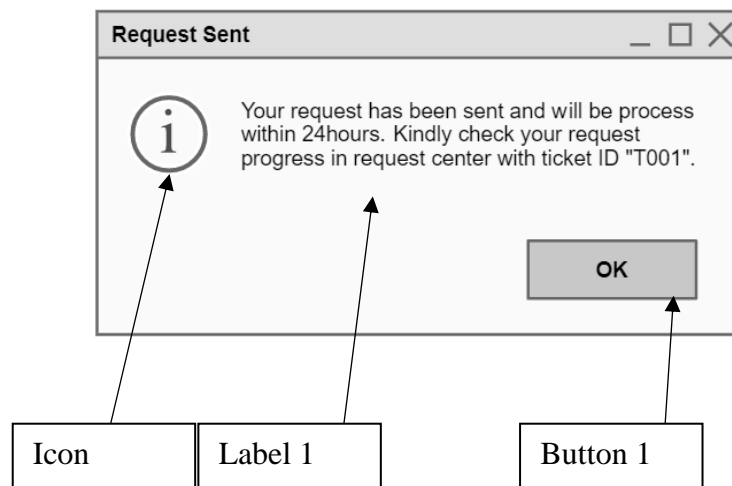 Request Sent
i
Your request has been sent and will be process
within 24hours. Kindly check your request
progress in request center with ticket ID "T001".
OK
Icon
Label 1
Button 1